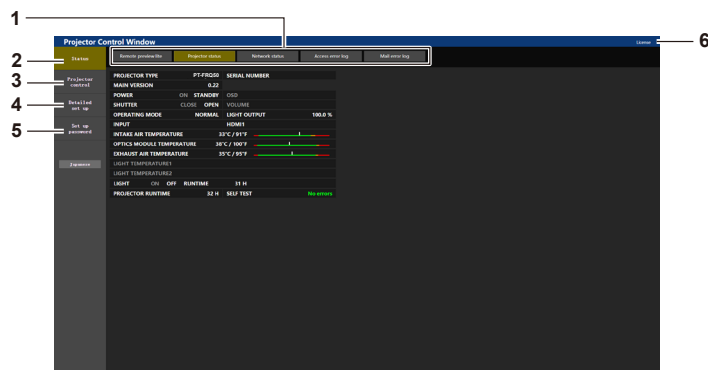 1
Projector Control Window
License
6
2
Status
Remote preview lite Projector status Network status Access error log Mail error log
3
Projector
control
PROJECTOR TYPE PT-FRQ50 SERIAL NUMBER
MAIN VERSION 0.22
POWER ON STANDBY OSD
4
Detailed
set up
SHUTTER CLOSE OPEN VOLUME
OPERATING MODE NORMAL LIGHT OUTPUT 100.0 %
INPUT HDMI1
5
Set up
password
INTAKE AIR TEMPERATURE 33°C / 91°F
OPTICS MODULE TEMPERATURE 38°C / 100°F
EXHAUST AIR TEMPERATURE 35°C / 95°F
Japanese
LIGHT TEMPERATURE1
LIGHT TEMPERATURE2
LIGHT ON OFF RUNTIME 31 H
PROJECTOR RUNTIME 32 H SELF TEST No errors